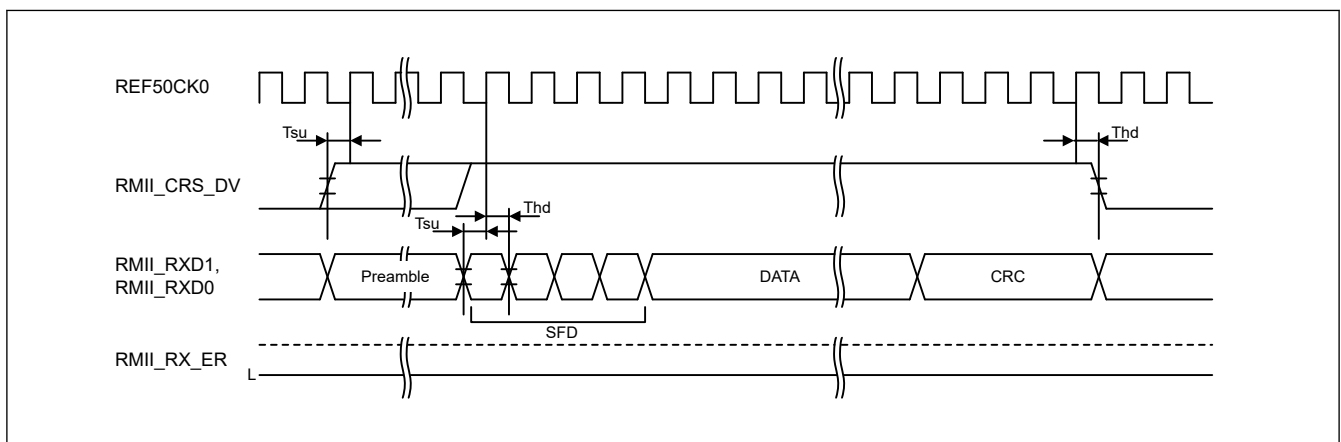 REF50CK0
Tsu
Thd
RMII_CRS_DV
Tsu
Thd
RMII_RXD1,
RMII_RXD0
Preamble
DATA
CRC
SFD
RMII_RX_ER
L